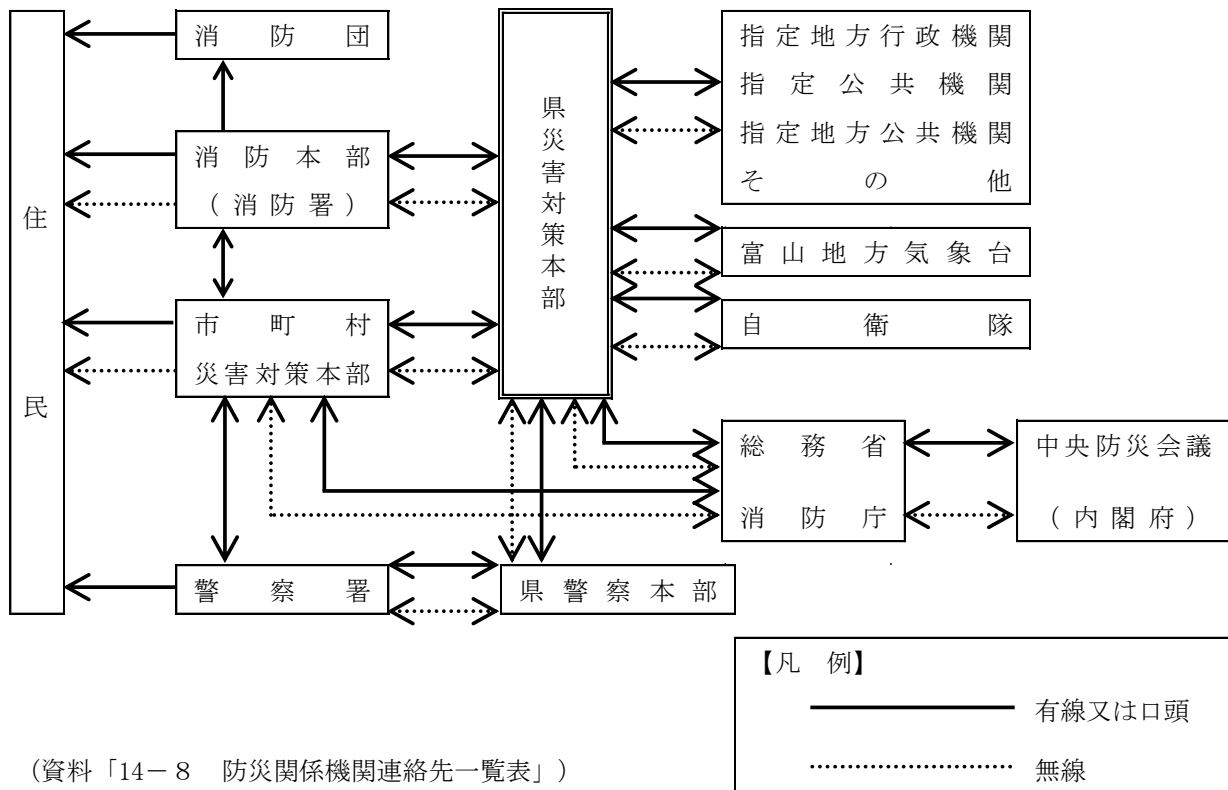 住民
消防団
消防本部
(消防署)
市町村
災害対策本部
警察署
県災害対策本部
県警察本部
指定地方行政機関
指定公共機関
指定地方公共機関
その他
富山地方気象台
自衛隊
総務省
消防庁
中央防災会議
(内閣府)
【凡 例】
有線又は口頭
無線
(資料「14-8 防災関係機関連絡先一覧表」)